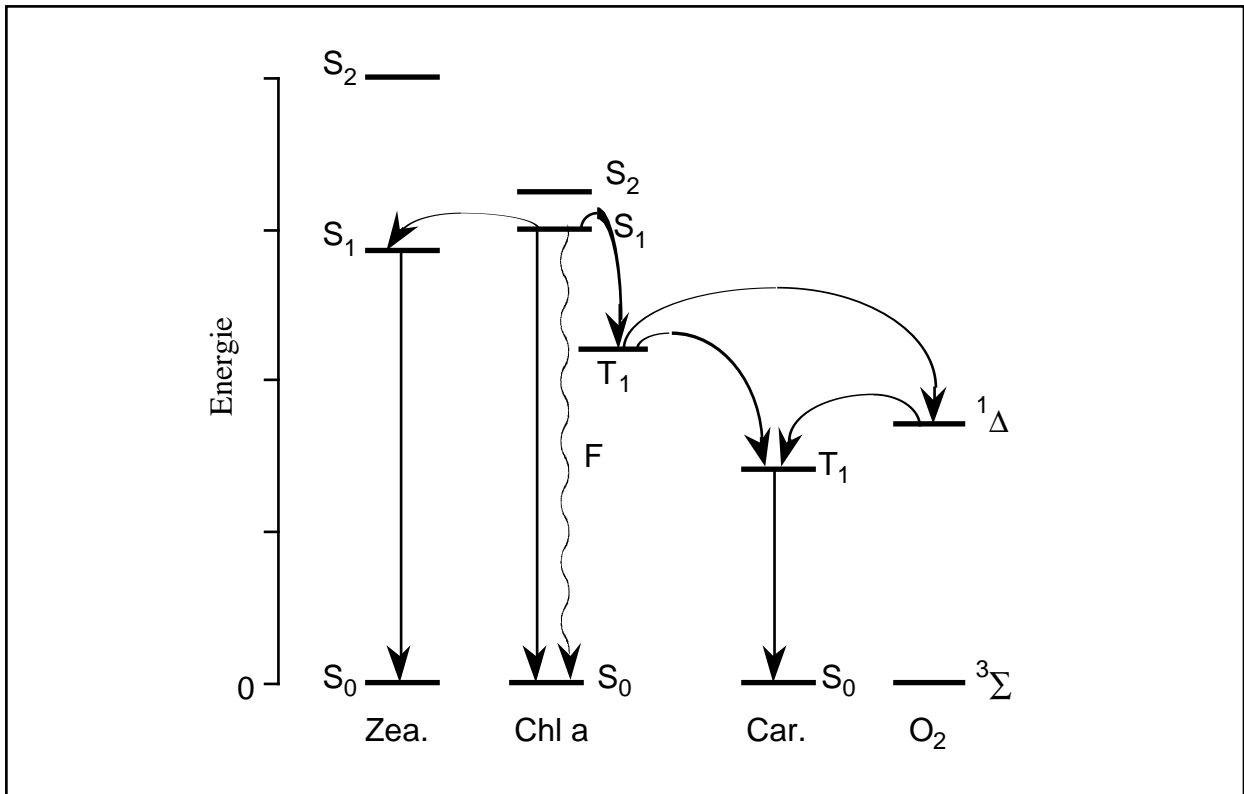 S2
S2
S1
S1
Energie
T1
1Δ
F
T1
0
S0
S0
S0
3Σ
Zea.
Chl a
Car.
O2